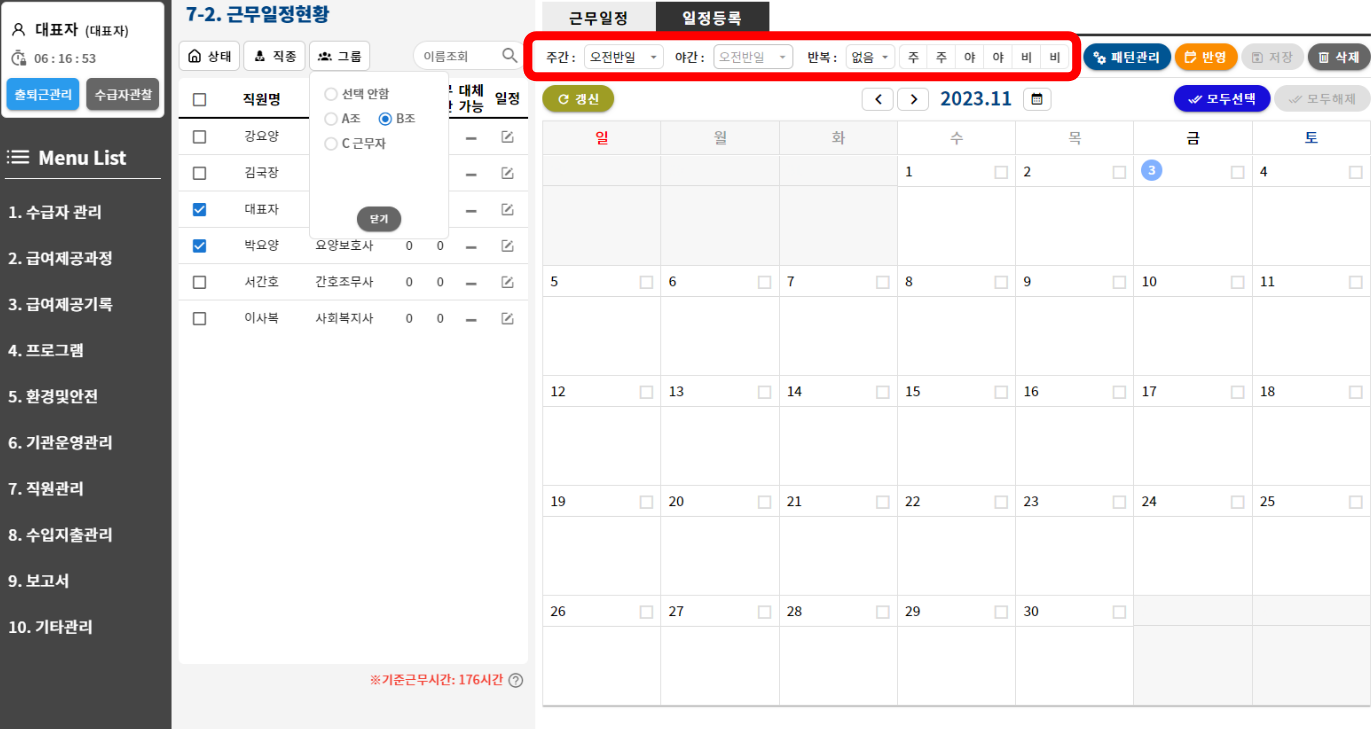 대표자 (대표자)
06 : 16 : 53
출퇴근관리 수급자관찰
Menu List
1. 수급자 관리
2. 급여제공과정
3. 급여제공기록
4. 프로그램
5. 환경및안전
6. 기관운영관리
7. 직원관리
8. 수입지출관리
9. 보고서
10. 기타관리
7-2. 근무일정현황
상태 직종 그룹 이름조회
직원명 대체 가능 일정
선택 안함
A조 B조
C 근무자
닫기
강요양 –
김국장 –
대표자 –
박요양 요양보호사 0 0 –
서간호 간호조무사 0 0 –
이사복 사회복지사 0 0 –
※기준근무시간: 176시간 ?
근무일정 일정등록
주간 : 오전반일 야간 : 오전반일 반복 : 없음 주 주 야 야 비 비 패턴관리 반영 저장 삭제
갱신 < > 2023.11 모두선택 모두해제
일 월 화 수 목 금 토
1 2 3 4
5 6 7 8 9 10 11
12 13 14 15 16 17 18
19 20 21 22 23 24 25
26 27 28 29 30